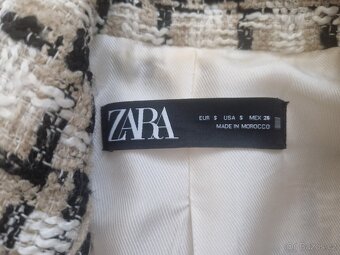 ZARA
EUR S USA S MEX 26
MADE IN MOROCCO